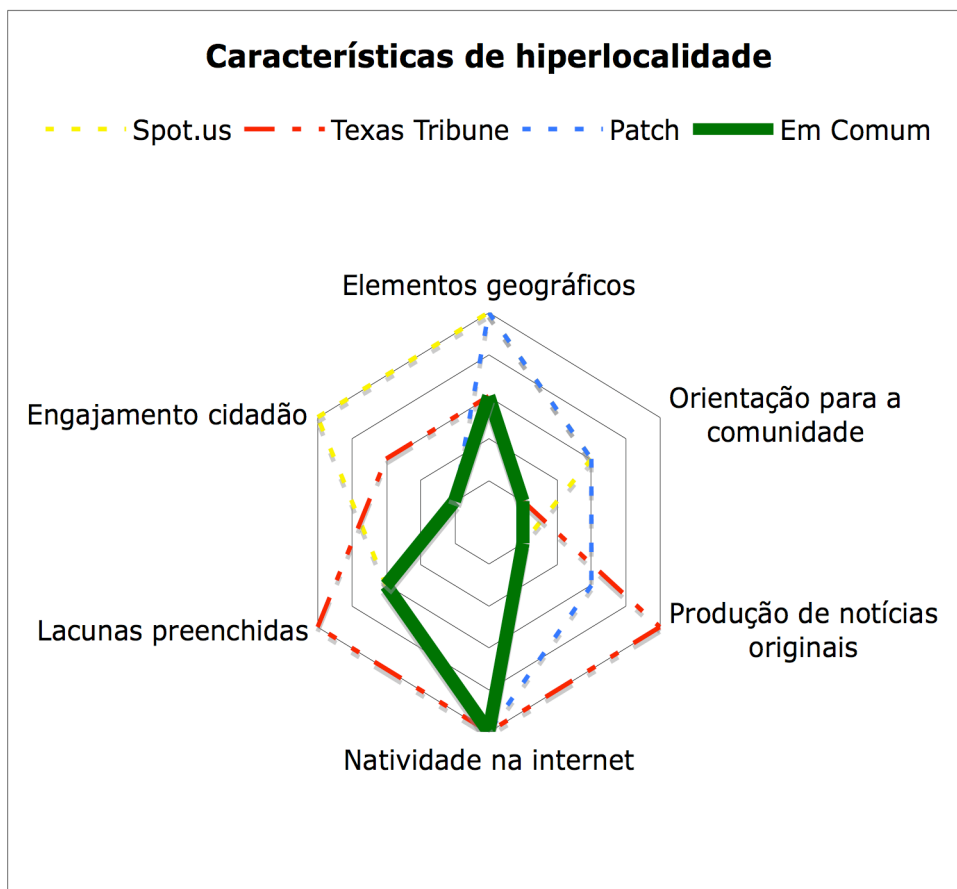 Características de hiperlocalidade
Spot.us Texas Tribune Patch Em Comum
Elementos geográficos
Orientação para a
comunidade
Engajamento cidadão
Produção de notícias
originais
Lacunas preenchidas
Natividade na internet